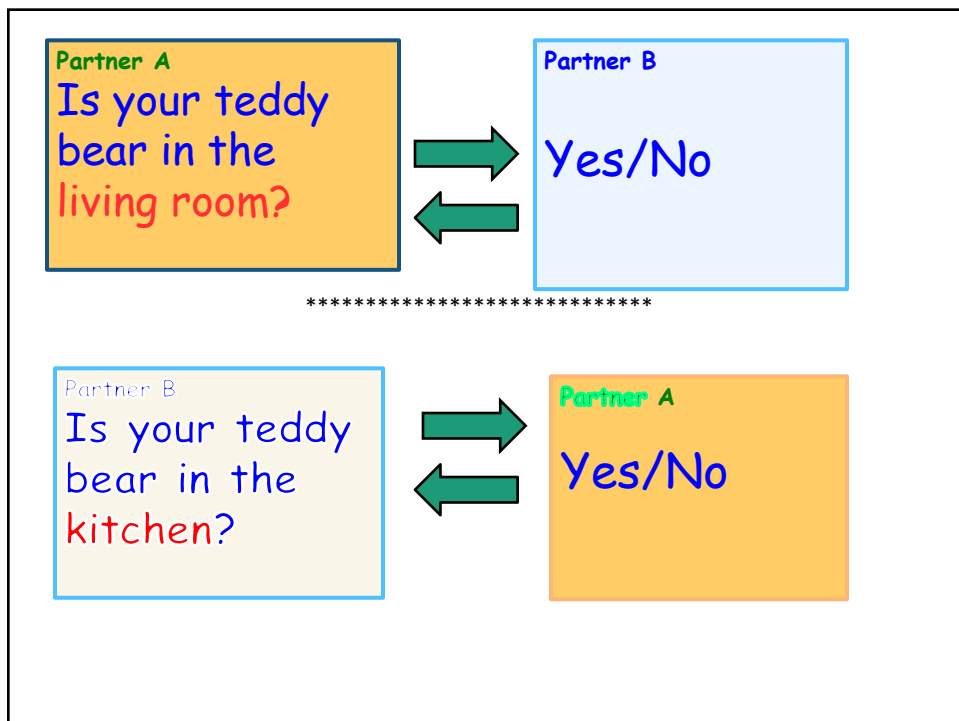 Partner A
Is your teddy
bear in the
living room?
Partner B
Yes/No
*****************************
Partner B
Is your teddy
bear in the
kitchen?
Partner A
Yes/No